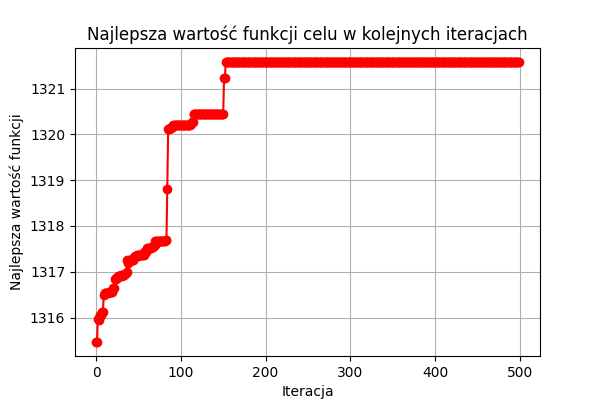 Najlepsza wartość funkcji celu w kolejnych iteracjach
Najlepsza wartość funkcji
1321
1320
1319
1318
1317
1316
0 100 200 300 400 500
Iteracja